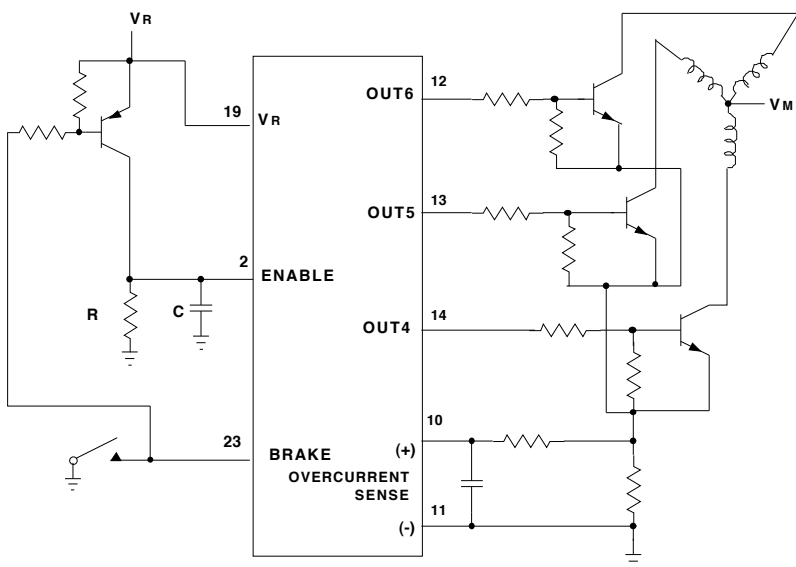 VR
12
OUT6
19
VR
VM
13
OUT5
2
ENABLE
R
C
14
OUT4
10
23
BRAKE
(+)
OVERCURRENT
SENSE
11
(-)